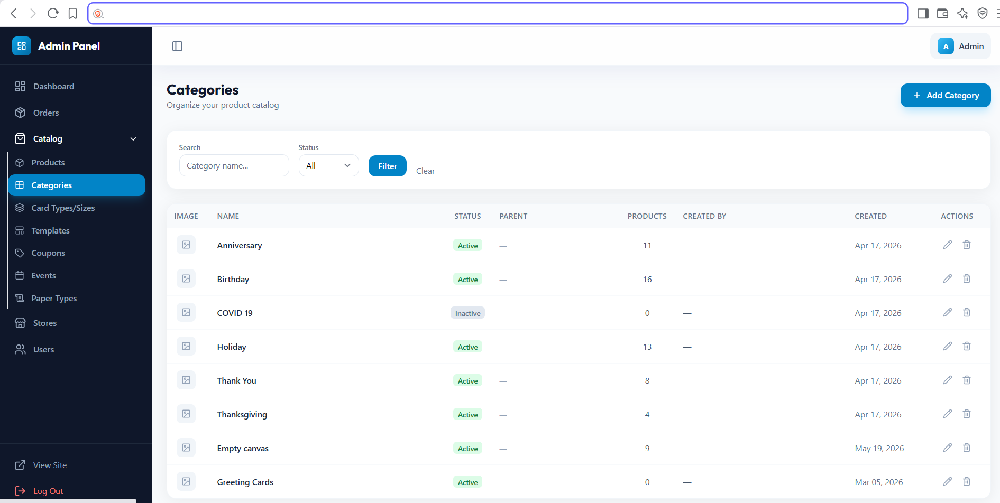 Admin Panel
A Admin
Dashboard
Orders
Catalog
Products
Categories
Card Types/Sizes
Templates
Coupons
Events
Paper Types
Stores
Users
View Site
Log Out
Categories
Organize your product catalog
+ Add Category
Search Status
Category name... All Filter Clear
IMAGE NAME STATUS PARENT PRODUCTS CREATED BY CREATED ACTIONS
Anniversary Active — 11 — Apr 17, 2026
Birthday Active — 16 — Apr 17, 2026
COVID 19 Inactive — 0 — Apr 17, 2026
Holiday Active — 13 — Apr 17, 2026
Thank You Active — 8 — Apr 17, 2026
Thanksgiving Active — 4 — Apr 17, 2026
Empty canvas Active — 9 — May 19, 2026
Greeting Cards Active — 0 — Mar 05, 2026